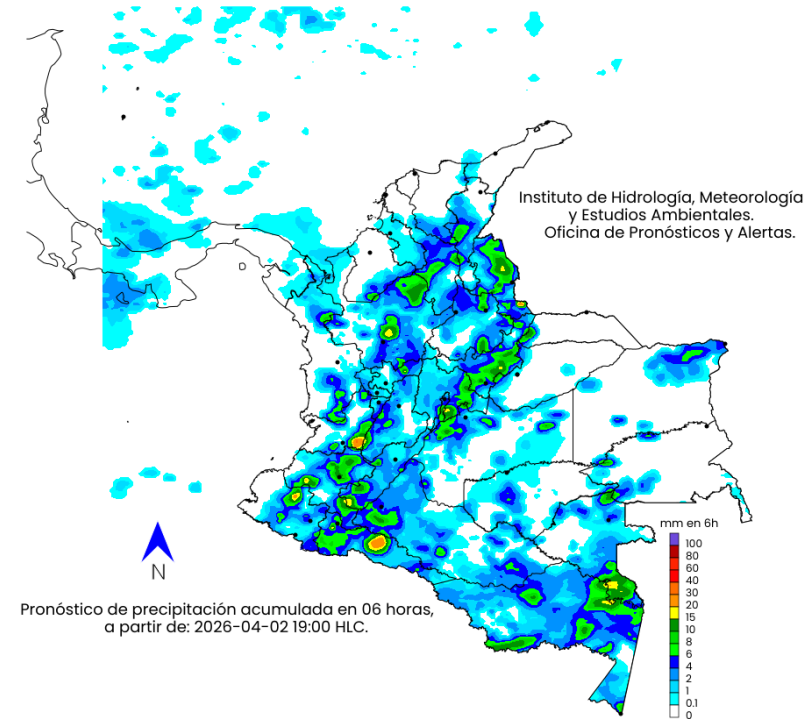 Instituto de Hidrología, Meteorología
y Estudios Ambientales.
Oficina de Pronósticos y Alertas.
mm en 6h
100
80
60
40
30
20
15
10
8
6
4
2
1
0.1
0
N
Pronóstico de precipitación acumulada en 06 horas,
a partir de: 2026-04-02 19:00 HLC.